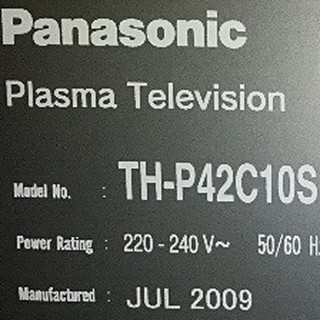 Panasonic
Plasma Television
Model No. : TH-P42C10S
Power Rating : 220 - 240 V~ 50/60 H
Manufactured : JUL 2009